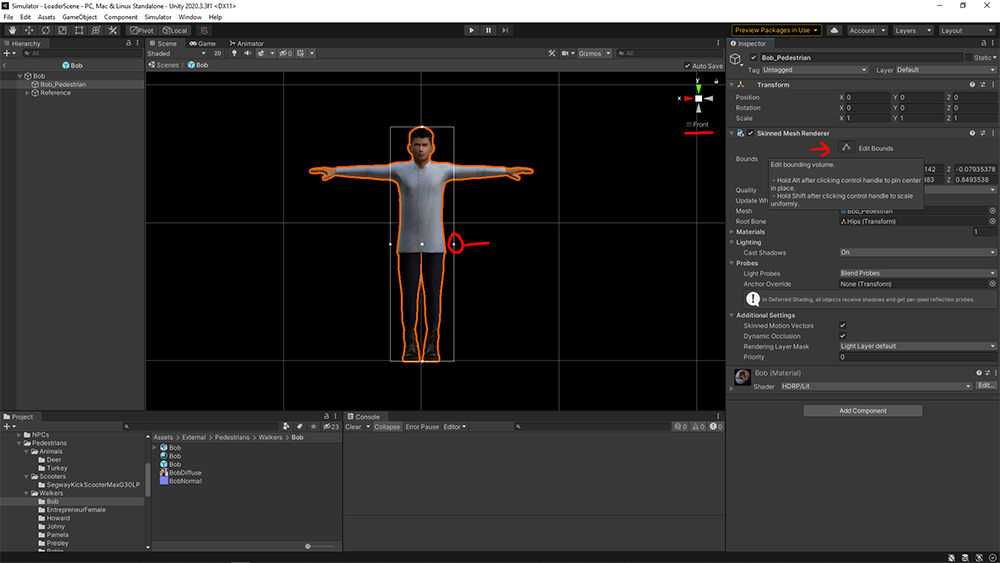 Simulator - LoaderScene - PC, Mac & Linux Standalone - Unity 2020.3.3f1 <DX11>
File Edit Assets GameObject Component Simulator Window Help
Pivot Local Preview Packages in Use Account Layers Layout
Hierarchy
All
Bob
Bob
Bob_Pedestrian
Reference
Scene Game Animator
Shaded 2D 0 Gizmos All
Scenes Bob Auto Save
y
x
Front
Inspector
Bob_Pedestrian Static
Tag Untagged Layer Default
Transform
Position X 0 Y 0 Z 0
Rotation X 0 Y 0 Z 0
Scale X 1 Y 1 Z 1
Skinned Mesh Renderer
Edit Bounds
Bounds
Edit bounding volume.
- Hold Alt after clicking control handle to pin center
in place.
- Hold Shift after clicking control handle to scale
uniformly.
142 Z -0.07935378
383 Z 0.8493538
Quality
Update Wh
Mesh Bob_Pedestrian
Root Bone Hips (Transform)
Materials 1
Lighting
Cast Shadows On
Probes
Light Probes Blend Probes
Anchor Override None (Transform)
In Deferred Shading, all objects receive shadows and get per-pixel reflection probes.
Additional Settings
Skinned Motion Vectors
Dynamic Occlusion
Rendering Layer Mask Light Layer default
Priority 0
Bob (Material)
Shader HDRP/Lit Edit...
Add Component
Project
23
NPCs
Pedestrians
Animals
Deer
Turkey
Scooters
SegwayKickScooterMaxG30LP
Walkers
Bob
EntrepreneurFemale
Howard
Johny
Pamela
Presley
Robin
Assets > External > Pedestrians > Walkers > Bob
Bob
Bob
Bob
BobDiffuse
BobNormal
Console
Clear Collapse Error Pause Editor 0 0 0